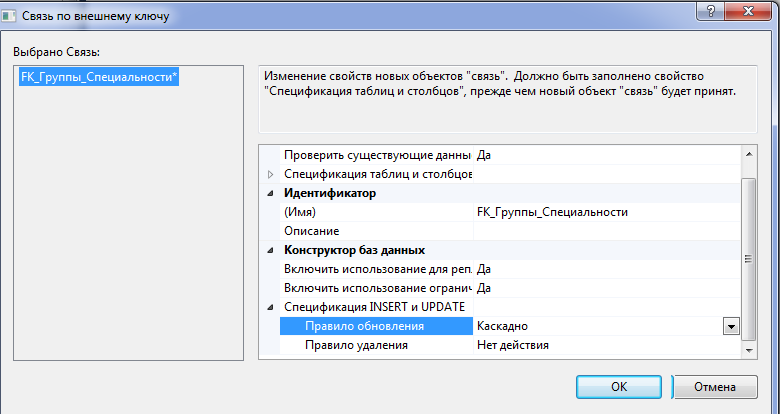 Связь по внешнему ключу
Выбрано Связь:
FK_Группы_Специальности*
Изменение свойств новых объектов "связь". Должно быть заполнено свойство
"Спецификация таблиц и столбцов", прежде чем новый объект "связь" будет принят.
Проверить существующие данны Да
Спецификация таблиц и столбцов
Идентификатор
(Имя) FK_Группы_Специальности
Описание
Конструктор баз данных
Включить использование для реп. Да
Включить использование огранич Да
Спецификация INSERT и UPDATE
Правило обновления Каскадно
Правило удаления Нет действия
OK Отмена